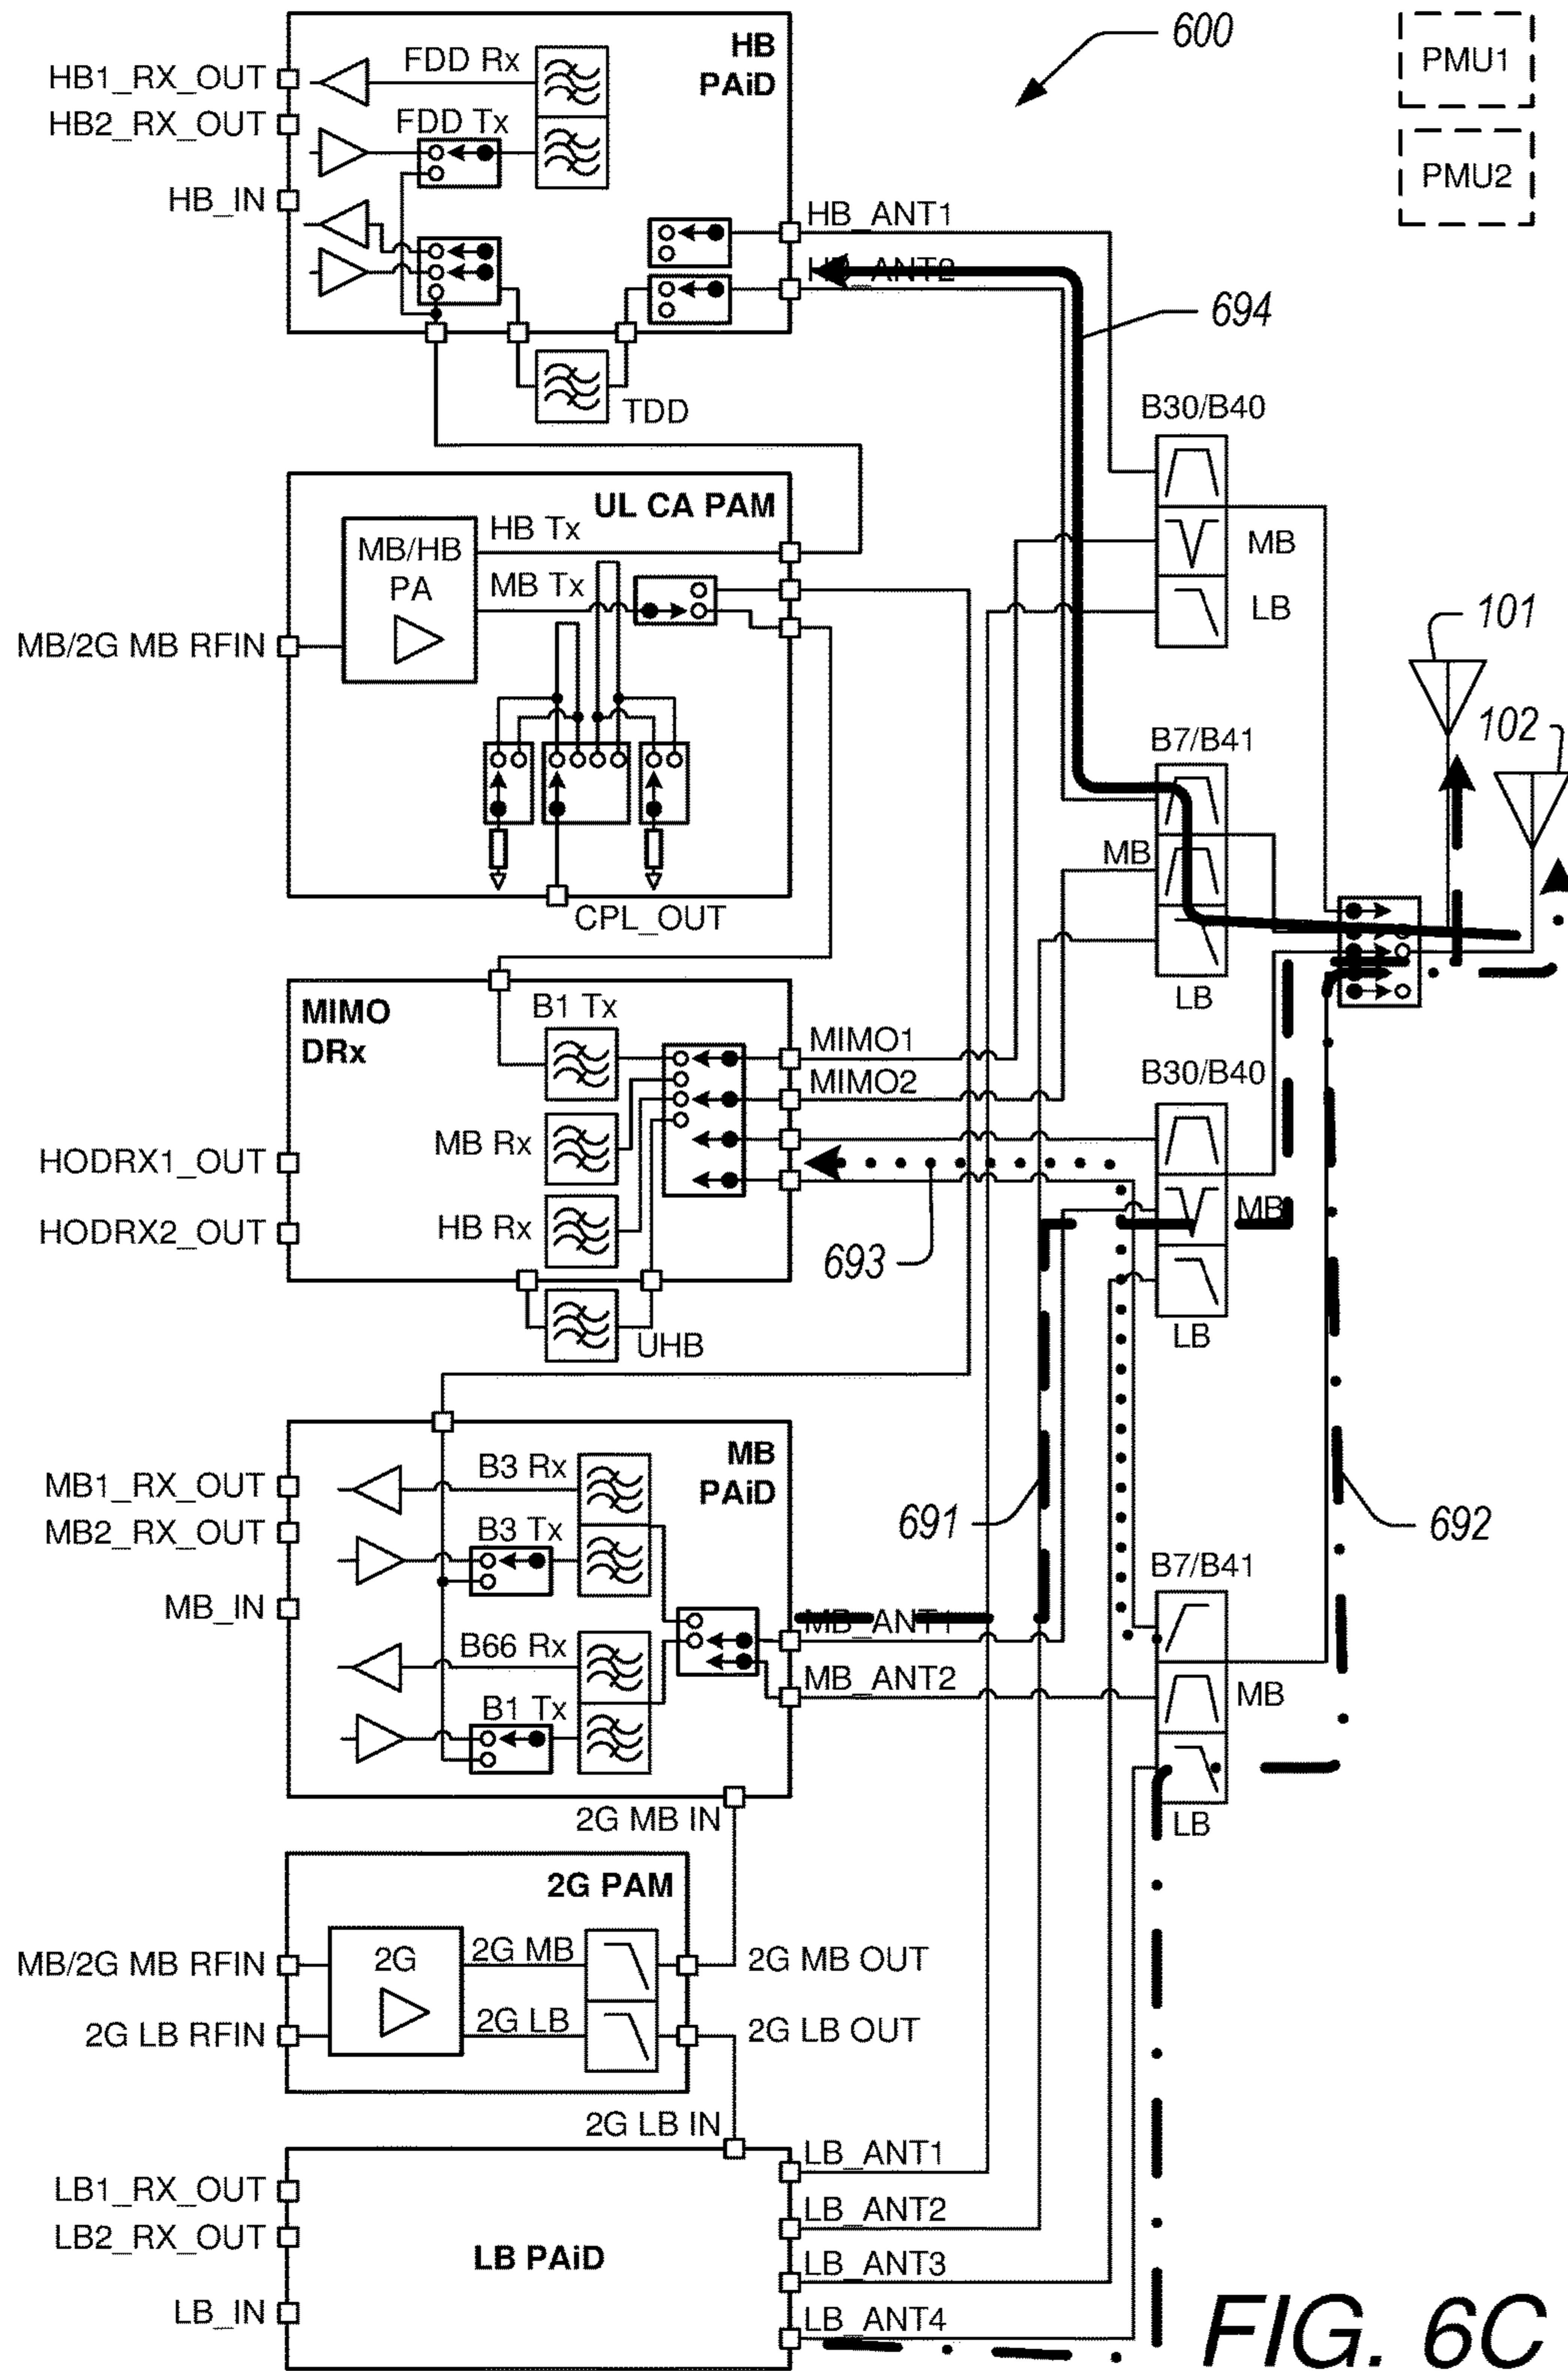 600
PMU1
PMU2
HB
PAiD
FDD Rx
HB1_RX_OUT
HB2_RX_OUT
FDD Tx
HB_IN
HB_ANT1
HB_ANT2
694
TDD
B30/B40
MB
LB
UL CA PAM
HB Tx
MB/HB
PA
MB Tx
MB/2G MB RFIN
CPL_OUT
101
102
B7/B41
MB
LB
MIMO
DRx
B1 Tx
MIMO1
MIMO2
MB Rx
HODRX1_OUT
HB Rx
HODRX2_OUT
UHB
693
B30/B40
MB
LB
MB
PAiD
B3 Rx
MB1_RX_OUT
MB2_RX_OUT
B3 Tx
MB_IN
B66 Rx
B1 Tx
MB_ANT1
MB_ANT2
691
692
B7/B41
MB
LB
2G MB IN
2G PAM
MB/2G MB RFIN
2G
2G MB
2G MB OUT
2G LB RFIN
2G LB
2G LB OUT
2G LB IN
LB1_RX_OUT
LB2_RX_OUT
LB_IN
LB PAiD
LB_ANT1
LB_ANT2
LB_ANT3
LB_ANT4
FIG. 6C